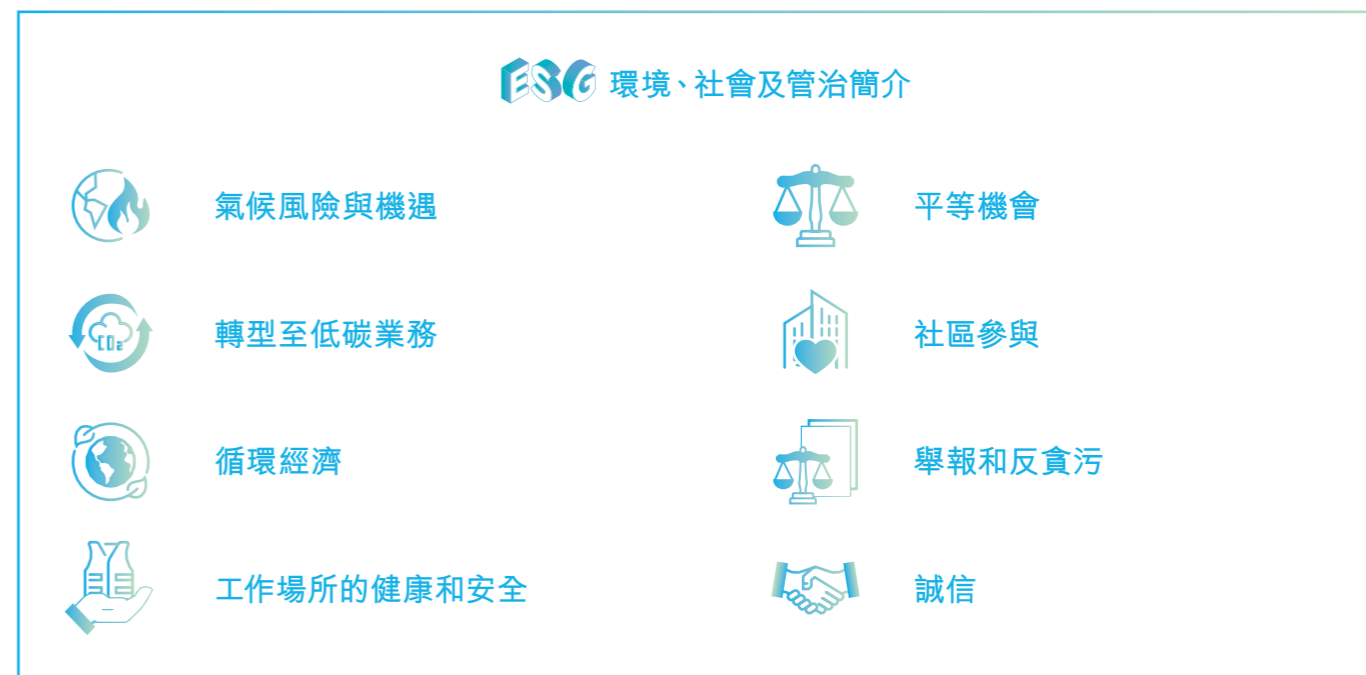 ESG 環境、社會及管治簡介
氣候風險與機遇
平等機會
CO₂
轉型至低碳業務
社區參與
循環經濟
舉報和反貪污
工作場所的健康和安全
誠信